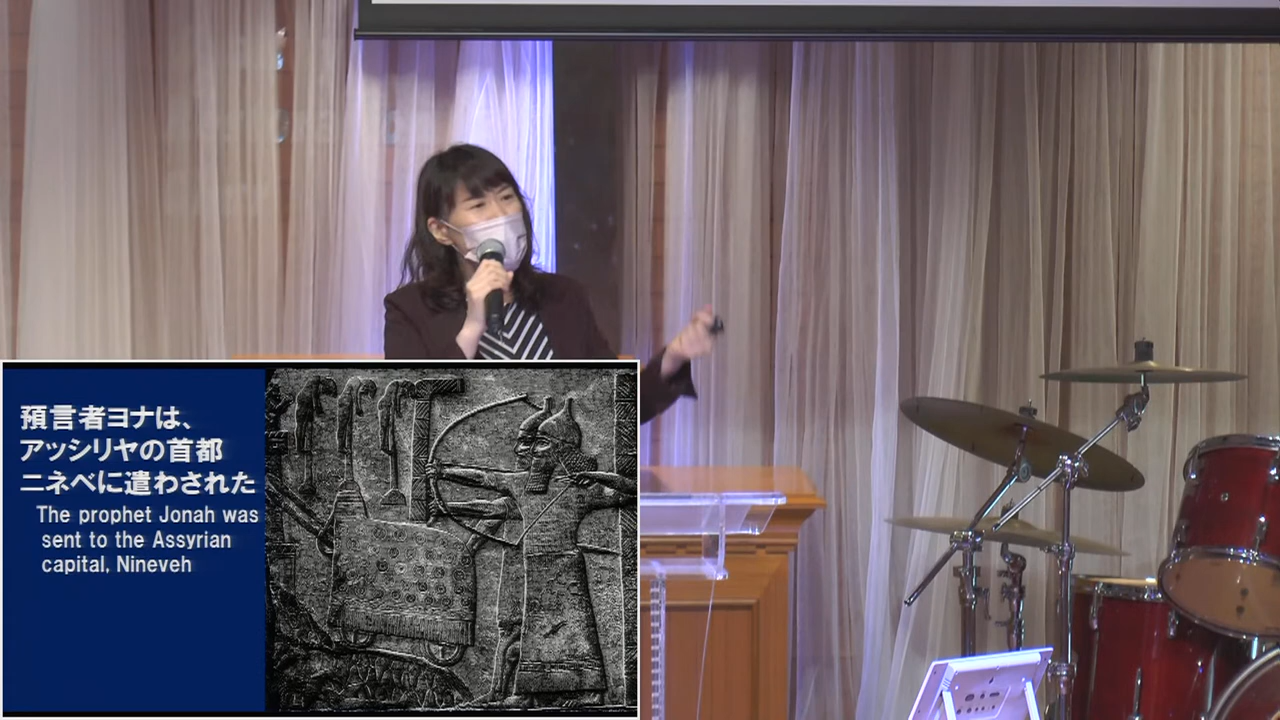 預言者ヨナは、
アッシリヤの首都
ニネベに遣わされた
The prophet Jonah was
sent to the Assyrian
capital, Nineveh